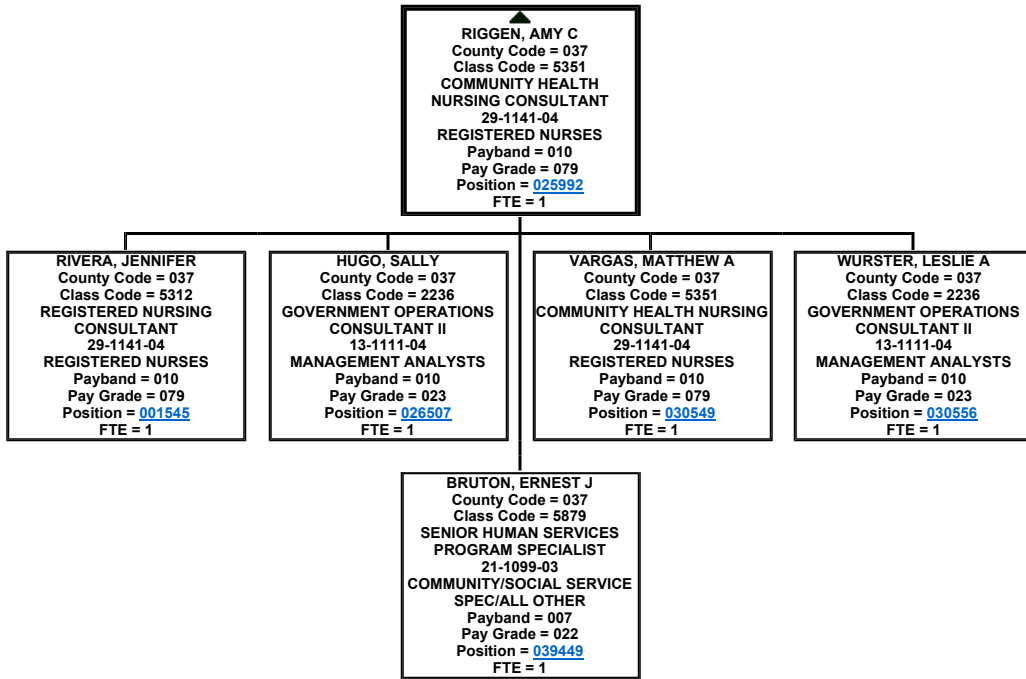 RIGGEN, AMY C
County Code = 037
Class Code = 5351
COMMUNITY HEALTH
NURSING CONSULTANT
29-1141-04
REGISTERED NURSES
Payband = 010
Pay Grade = 079
Position = 025992
FTE = 1
RIVERA, JENNIFER
County Code = 037
Class Code = 5312
REGISTERED NURSING
CONSULTANT
29-1141-04
REGISTERED NURSES
Payband = 010
Pay Grade = 079
Position = 001545
FTE = 1
HUGO, SALLY
County Code = 037
Class Code = 2236
GOVERNMENT OPERATIONS
CONSULTANT II
13-1111-04
MANAGEMENT ANALYSTS
Payband = 010
Pay Grade = 023
Position = 026507
FTE = 1
VARGAS, MATTHEW A
County Code = 037
Class Code = 5351
COMMUNITY HEALTH NURSING
CONSULTANT
29-1141-04
REGISTERED NURSES
Payband = 010
Pay Grade = 079
Position = 030549
FTE = 1
WURSTER, LESLIE A
County Code = 037
Class Code = 2236
GOVERNMENT OPERATIONS
CONSULTANT II
13-1111-04
MANAGEMENT ANALYSTS
Payband = 010
Pay Grade = 023
Position = 030556
FTE = 1
BRUTON, ERNEST J
County Code = 037
Class Code = 5879
SENIOR HUMAN SERVICES
PROGRAM SPECIALIST
21-1099-03
COMMUNITY/SOCIAL SERVICE
SPEC/ALL OTHER
Payband = 007
Pay Grade = 022
Position = 039449
FTE = 1